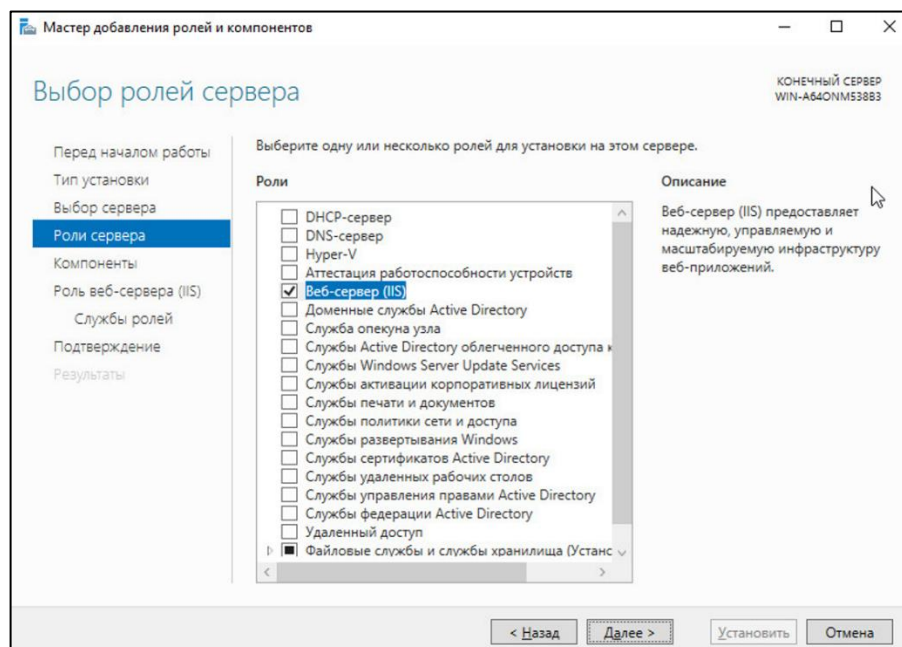 Мастер добавления ролей и компонентов
Выбор ролей сервера
КОНЕЧНЫЙ СЕРВЕР
WIN-A64ONM538B3
Перед началом работы
Тип установки
Выбор сервера
Роли сервера
Компоненты
Роль веб-сервера (IIS)
Службы ролей
Подтверждение
Результаты
Выберите одну или несколько ролей для установки на этом сервере.
Роли
DHCP-сервер
DNS-сервер
Hyper-V
Аттестация работоспособности устройств
Веб-сервер (IIS)
Доменные службы Active Directory
Служба опекуна узла
Службы Active Directory облегченного доступа к
Службы Windows Server Update Services
Службы активации корпоративных лицензий
Службы печати и документов
Службы политики сети и доступа
Службы развертывания Windows
Службы сертификатов Active Directory
Службы удаленных рабочих столов
Службы управления правами Active Directory
Службы федерации Active Directory
Удаленный доступ
Файловые службы и службы хранилища (Устанс
Описание
Веб-сервер (IIS) предоставляет
надежную, управляемую и
масштабируемую инфраструктуру
веб-приложений.
< Назад
Далее >
Установить
Отмена